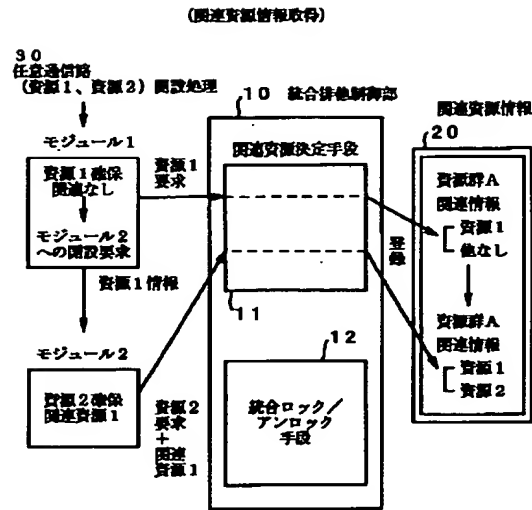 (関連資源情報取得)
30
任意通信路
(資源1、資源2)開設処理
モジュール1
資源1確保
関連なし
モジュール2
への開設要求
資源1情報
モジュール2
資源2確保
関連資源1
資源1
要求
資源2
要求
+
関連
資源1
10 統合排他制御部
関連資源決定手段
11
12
統合ロック/
アンロック
手段
登録
関連資源情報
20
資源群A
関連情報
資源1
他なし
資源群A
関連情報
資源1
資源2